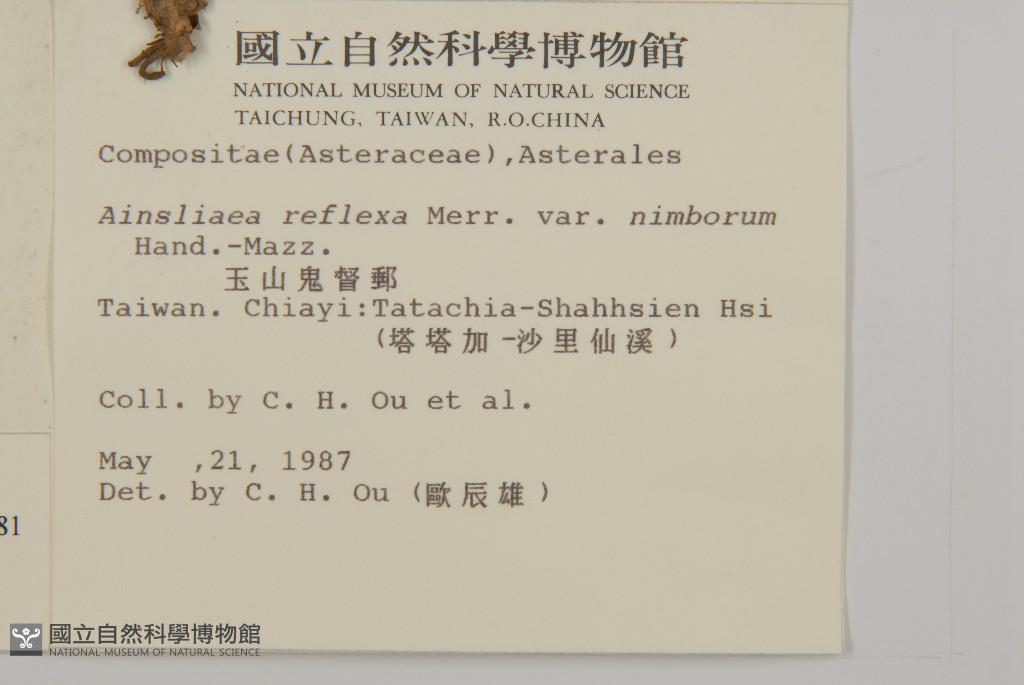 國立自然科學博物館
NATIONAL MUSEUM OF NATURAL SCIENCE
TAICHUNG, TAIWAN, R.O.CHINA
Compositae(Asteraceae),Asterales
Ainsliaea reflexa Merr. var. nimborum
Hand.-Mazz.
玉山鬼督郵
Taiwan. Chiayi:Tatachia-Shahhsien Hsi
(塔塔加-沙里仙溪)
Coll. by C. H. Ou et al.
May ,21, 1987
Det. by C. H. Ou (歐辰雄)
81
國立自然科學博物館
NATIONAL MUSEUM OF NATURAL SCIENCE